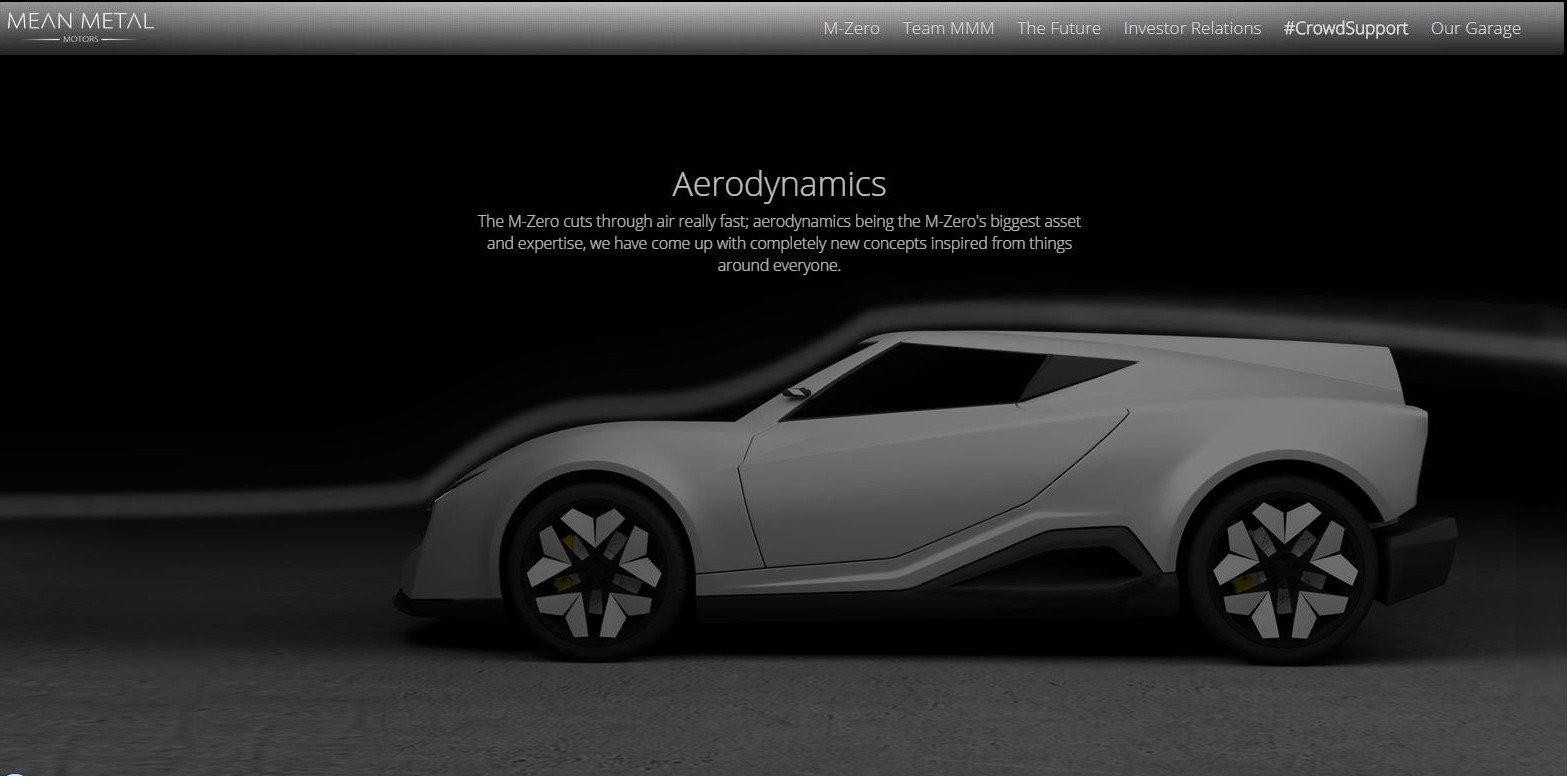 MEAN METAL
MOTORS
M-Zero Team MMM The Future Investor Relations #CrowdSupport Our Garage
Aerodynamics
The M-Zero cuts through air really fast; aerodynamics being the M-Zero's biggest asset
and expertise, we have come up with completely new concepts inspired from things
around everyone.